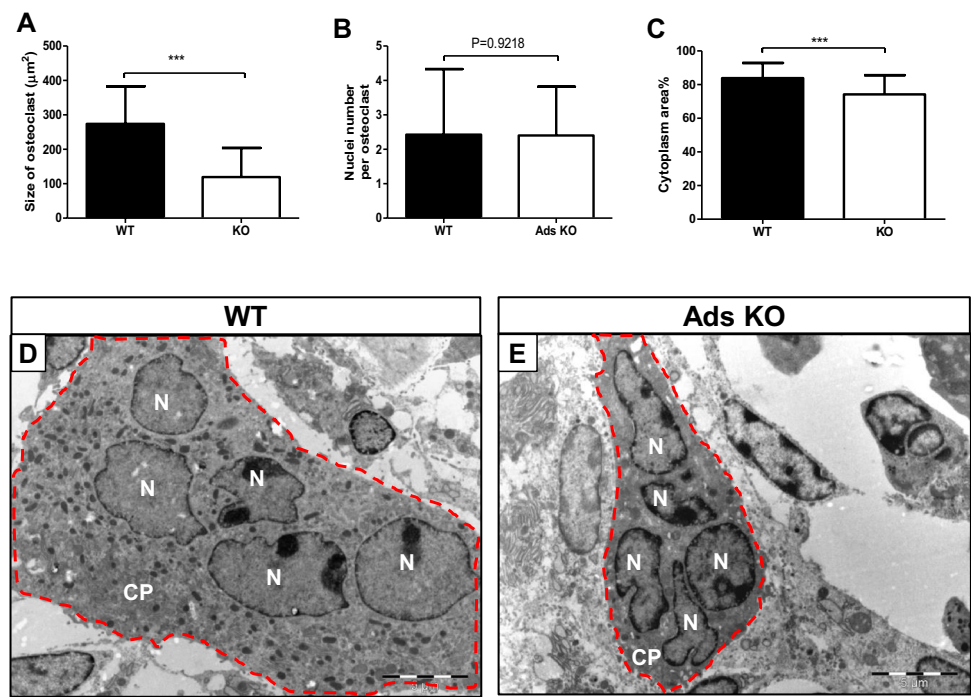 A
Size of osteoclast (μm²)
500
400
300
200
100
0
***
WT
KO
B
Nuclei number
per osteoclast
5
4
3
2
1
0
P=0.9218
WT
Ads KO
C
Cytoplasm area%
100
80
60
40
20
0
***
WT
KO
WT
D
N
N
N
N
N
CP
Ads KO
E
N
N
N
N
N
CP
5 µm